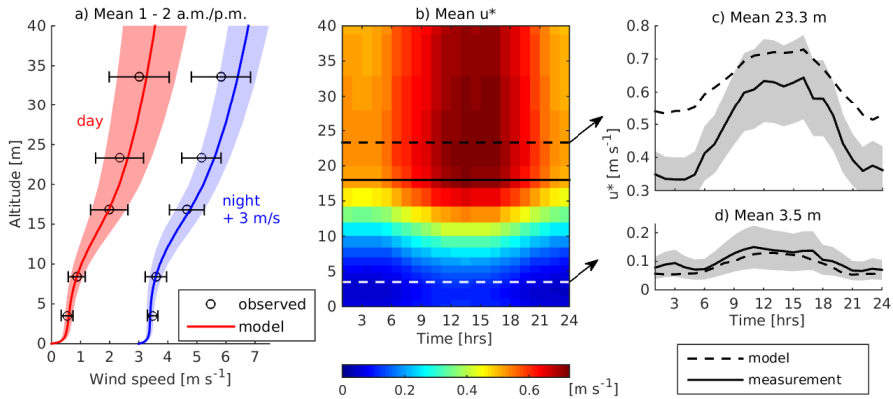 a) Mean 1 - 2 a.m./p.m.
40
35
30
25
20
15
10
5
0
Altitude [m]
0
1
2
3
4
5
6
7
Wind speed [m s⁻¹]
day
night
+ 3 m/s
observed
model
b) Mean u*
40
35
30
25
20
15
10
5
0
3 6 9 12 15 18 21 24
Time [hrs]
0 0.2 0.4 0.6 [m s⁻¹]
c) Mean 23.3 m
0.8
0.7
0.6
0.5
0.4
0.3
u* [m s⁻¹]
d) Mean 3.5 m
0.2
0.1
0
3 6 9 12 15 18 21 24
Time [hrs]
model
measurement